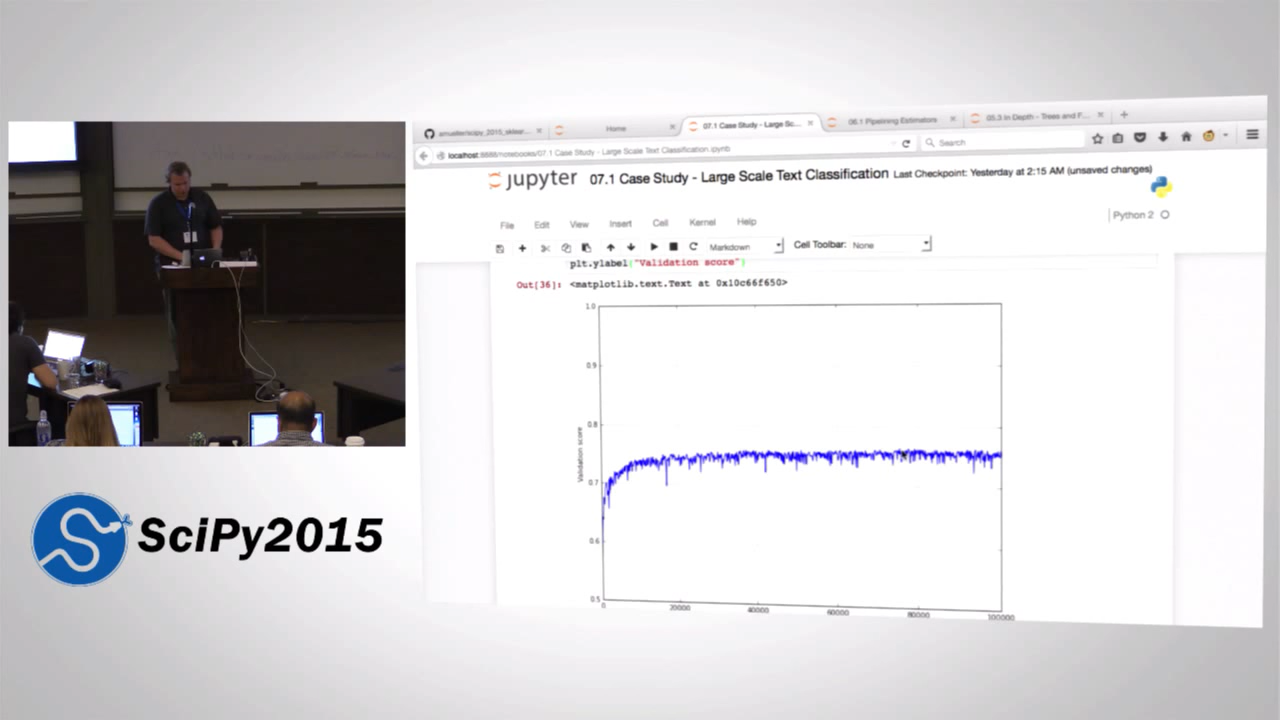 amueller/scipy_2015_sklear...
Home
07.1 Case Study - Large Sc...
06.1 Pipelining Estimators
05.3 In Depth - Trees and F...
localhost:8888/notebooks/07.1 Case Study - Large Scale Text Classification.ipynb
Search
jupyter 07.1 Case Study - Large Scale Text Classification Last Checkpoint: Yesterday at 2:15 AM (unsaved changes)
File Edit View Insert Cell Kernel Help
Python 2
Markdown
Cell Toolbar: None
plt.ylabel("Validation score")
Out[36]: <matplotlib.text.Text at 0x10c66f650>
1.0
0.9
0.8
0.7
0.6
0.5
Validation score
0 20000 40000 60000 80000 100000
SciPy2015